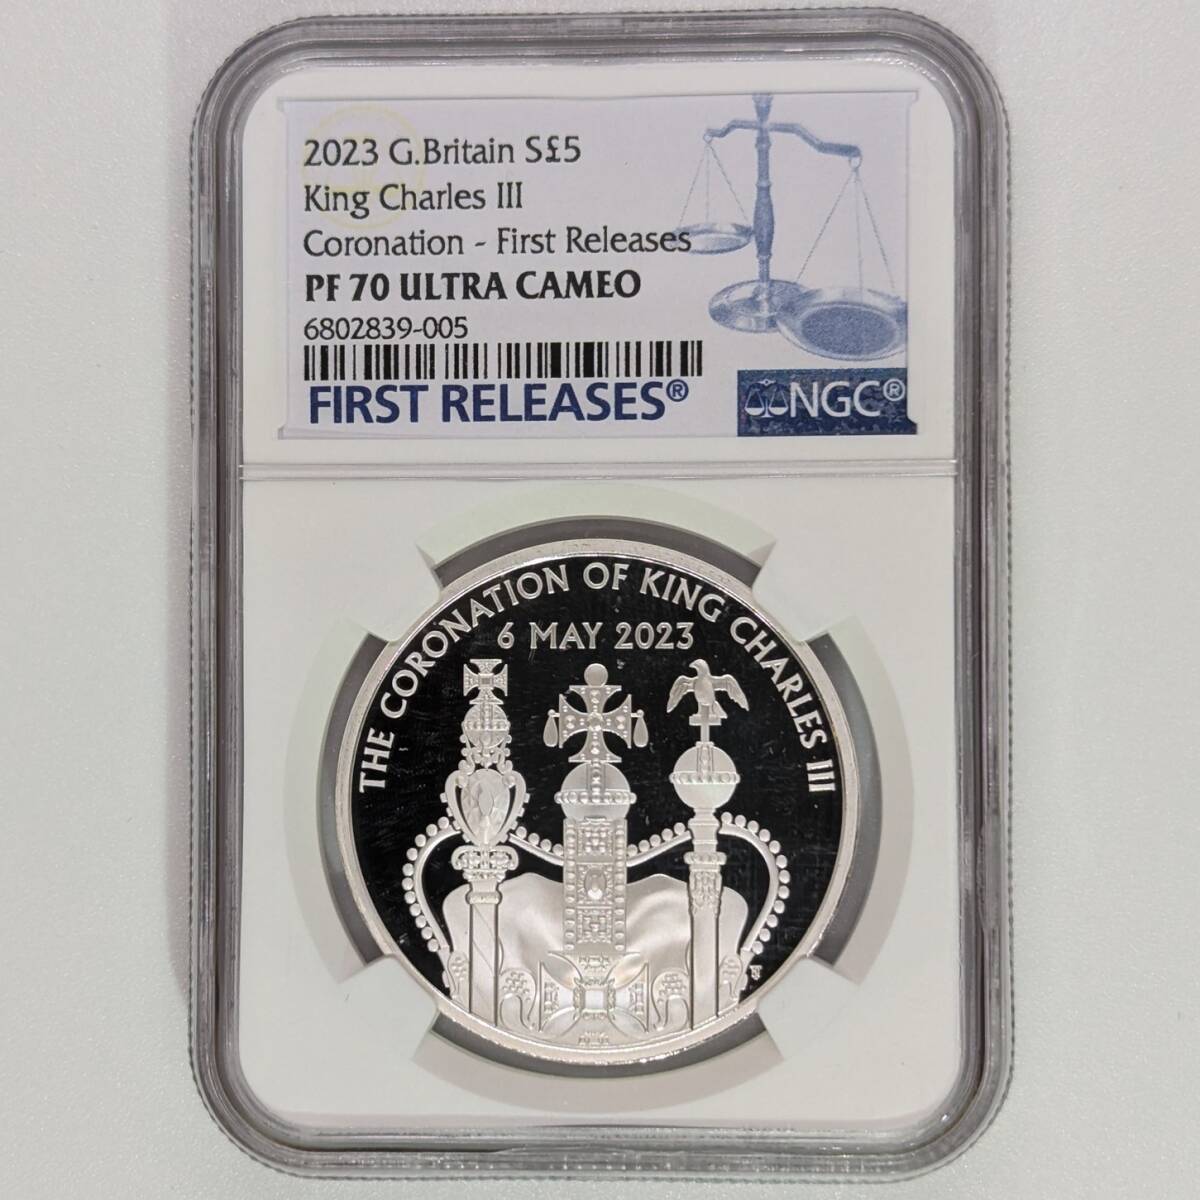 2023 G.Britain S£5
King Charles III
Coronation - First Releases
PF 70 ULTRA CAMEO
6802839-005
FIRST RELEASES®
NGC®
THE CORONATION OF KING CHARLES III
6 MAY 2023